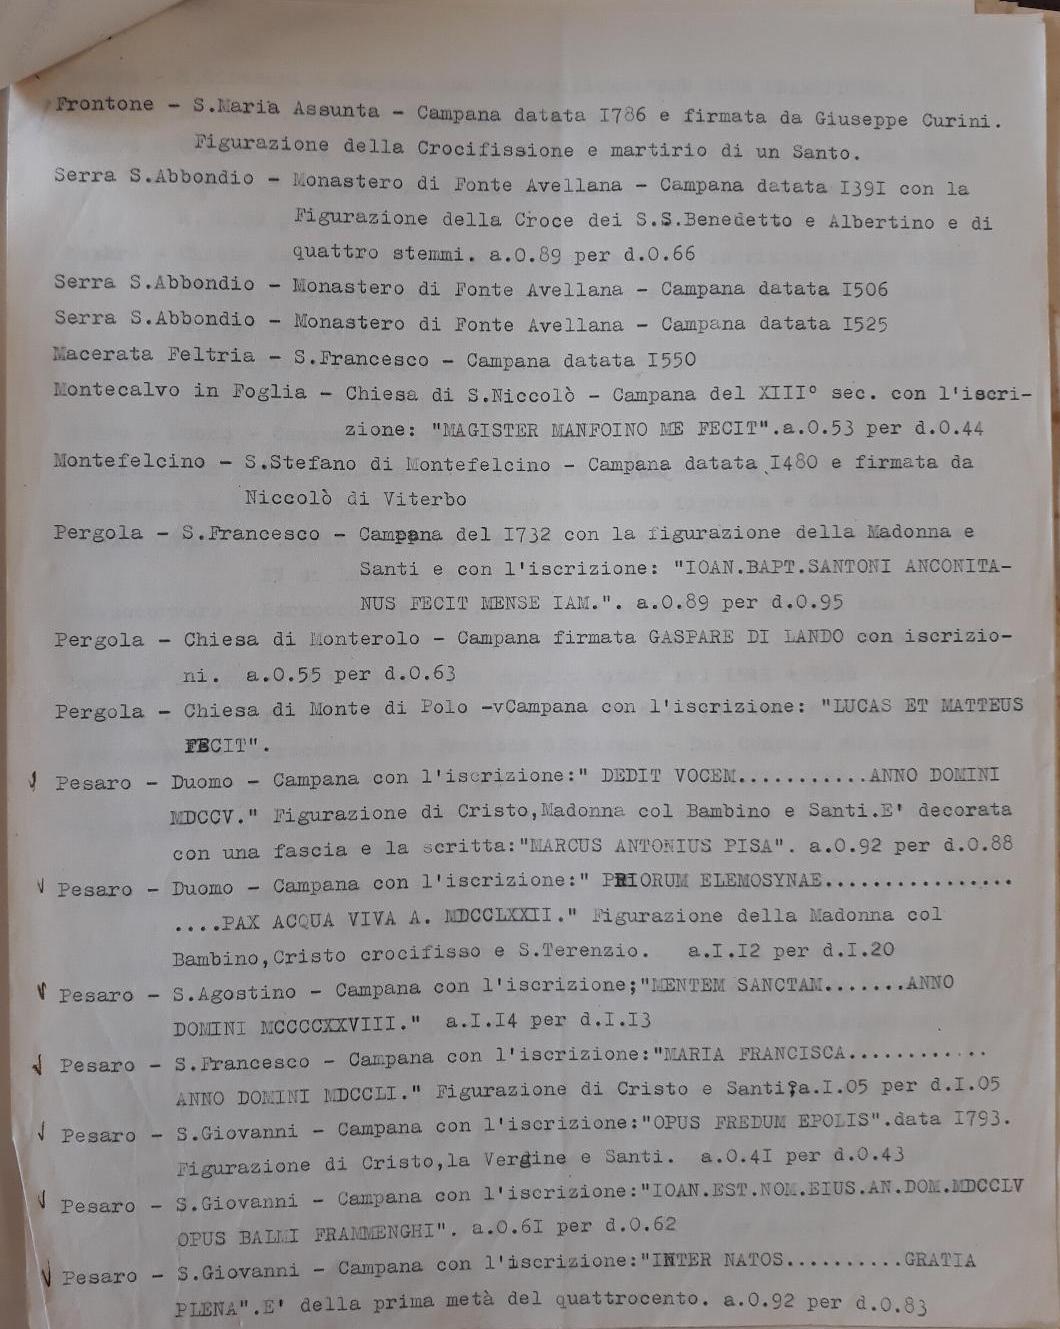 Frontone - S.Maria Assunta - Campana datata I786 e firmata da Giuseppe Curini.
Figurazione della Crocifissione e martirio di un Santo.
Serra S.Abbondio - Monastero di Fonte Avellana - Campana datata I39I con la
Figurazione della Croce dei S.S.Benedetto e Albertino e di
quattro stemmi. a.0.89 per d.0.66
Serra S.Abbondio - Monastero di Fonte Avellana - Campana datata I506
Serra S.Abbondio - Monastero di Fonte Avellana - Campana datata I525
Macerata Feltria - S.Francesco - Campana datata I550
Montecalvo in Foglia - Chiesa di S.Niccolò - Campana del XIII° sec. con l'iscri-
zione: "MAGISTER MANFOINO ME FECIT".a.0.53 per d.0.44
Montefelcino - S.Stefano di Montefelcino - Campana datata I480 e firmata da
Niccolò di Viterbo
Pergola - S.Francesco - Campana del I732 con la figurazione della Madonna e
Santi e con l'iscrizione: "IOAN.BAPT.SANTONI ANCONITA-
NUS FECIT MENSE IAM.". a.0.89 per d.0.95
Pergola - Chiesa di Monterolo - Campana firmata GASPARE DI LANDO con iscrizio-
ni. a.0.55 per d.0.63
Pergola - Chiesa di Monte di Polo -vCampana con l'iscrizione: "LUCAS ET MATTEUS
FECIT".
Pesaro - Duomo - Campana con l'iscrizione:" DEDIT VOCEM...........ANNO DOMINI
MDCCV." Figurazione di Cristo,Madonna col Bambino e Santi.E' decorata
con una fascia e la scritta:"MARCUS ANTONIUS PISA". a.0.92 per d.0.88
Pesaro - Duomo - Campana con l'iscrizione:" PRIORUM ELEMOSYNAE................
....PAX ACQUA VIVA A. MDCCLXXII." Figurazione della Madonna col
Bambino,Cristo crocifisso e S.Terenzio. a.I.I2 per d.I.20
Pesaro - S.Agostino - Campana con l'iscrizione;"MENTEM SANCTAM.......ANNO
DOMINI MCCCCXXVIII." a.I.I4 per d.I.I3
Pesaro - S.Francesco - Campana con l'iscrizione:"MARIA FRANCISCA............
ANNO DOMINI MDCCLI." Figurazione di Cristo e Santi,a.I.05 per d.I.05
Pesaro - S.Giovanni - Campana con l'iscrizione:"OPUS FREDUM EPOLIS".data I793.
Figurazione di Cristo,la Vergine e Santi. a.0.4I per d.0.43
Pesaro - S.Giovanni - Campana con l'iscrizione:"IOAN.EST.NOM.EIUS.AN.DOM.MDCCLV
OPUS BALMI FRAMMENGHI". a.0.6I per d.0.62
Pesaro - S.Giovanni - Campana con l'iscrizione:"INTER NATOS..........GRATIA
PLENA".E' della prima metà del quattrocento. a.0.92 per d.0.83